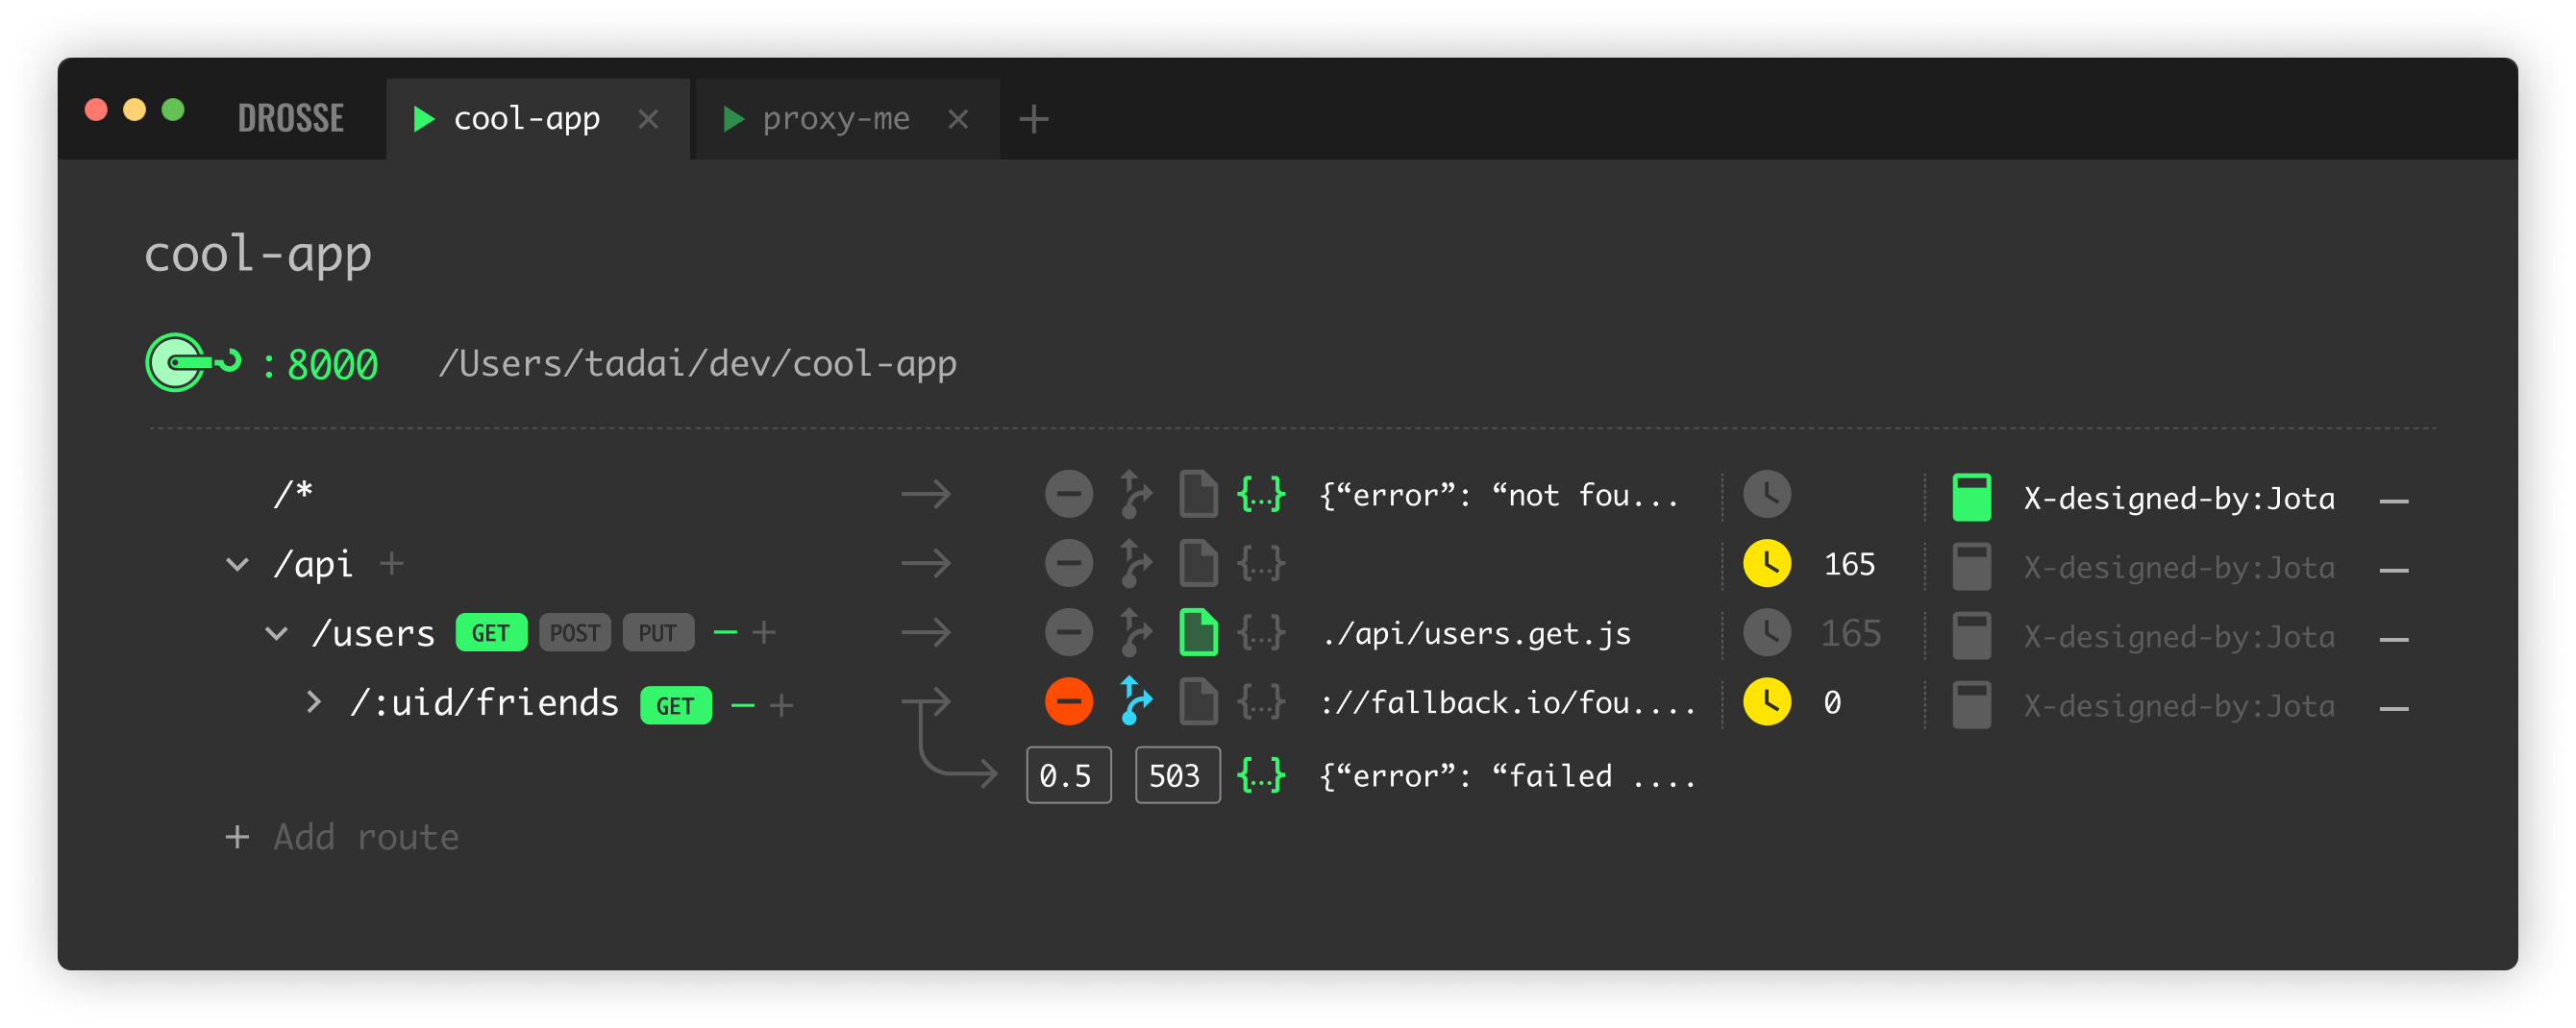 DROSSE cool-app proxy-me
cool-app
:8000 /Users/tadai/dev/cool-app
/* {...} {“error”: “not fou... X-designed-by:Jota
/api {...} 165 X-designed-by:Jota
/users GET POST PUT {...} ./api/users.get.js 165 X-designed-by:Jota
/:uid/friends GET {...} ://fallback.io/fou.... 0 X-designed-by:Jota
0.5 503 {...} {“error”: “failed ....
+ Add route